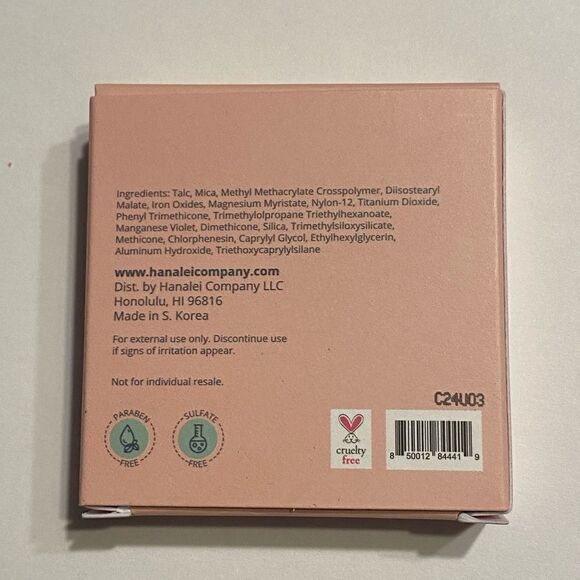 Ingredients: Talc, Mica, Methyl Methacrylate Crosspolymer, Diisostearyl
Malate, Iron Oxides, Magnesium Myristate, Nylon-12, Titanium Dioxide,
Phenyl Trimethicone, Trimethylolpropane Triethylhexanoate,
Manganese Violet, Dimethicone, Silica, Trimethylsiloxysilicate,
Methicone, Chlorphenesin, Caprylyl Glycol, Ethylhexylglycerin,
Aluminum Hydroxide, Triethoxycaprylylsilane
www.hanaleicompany.com
Dist. by Hanalei Company LLC
Honolulu, HI 96816
Made in S. Korea
For external use only. Discontinue use
if signs of irritation appear.
Not for individual resale.
C24U03
PARABEN
FREE
SULFATE
FREE
cruelty
free
8 50012 84441 9